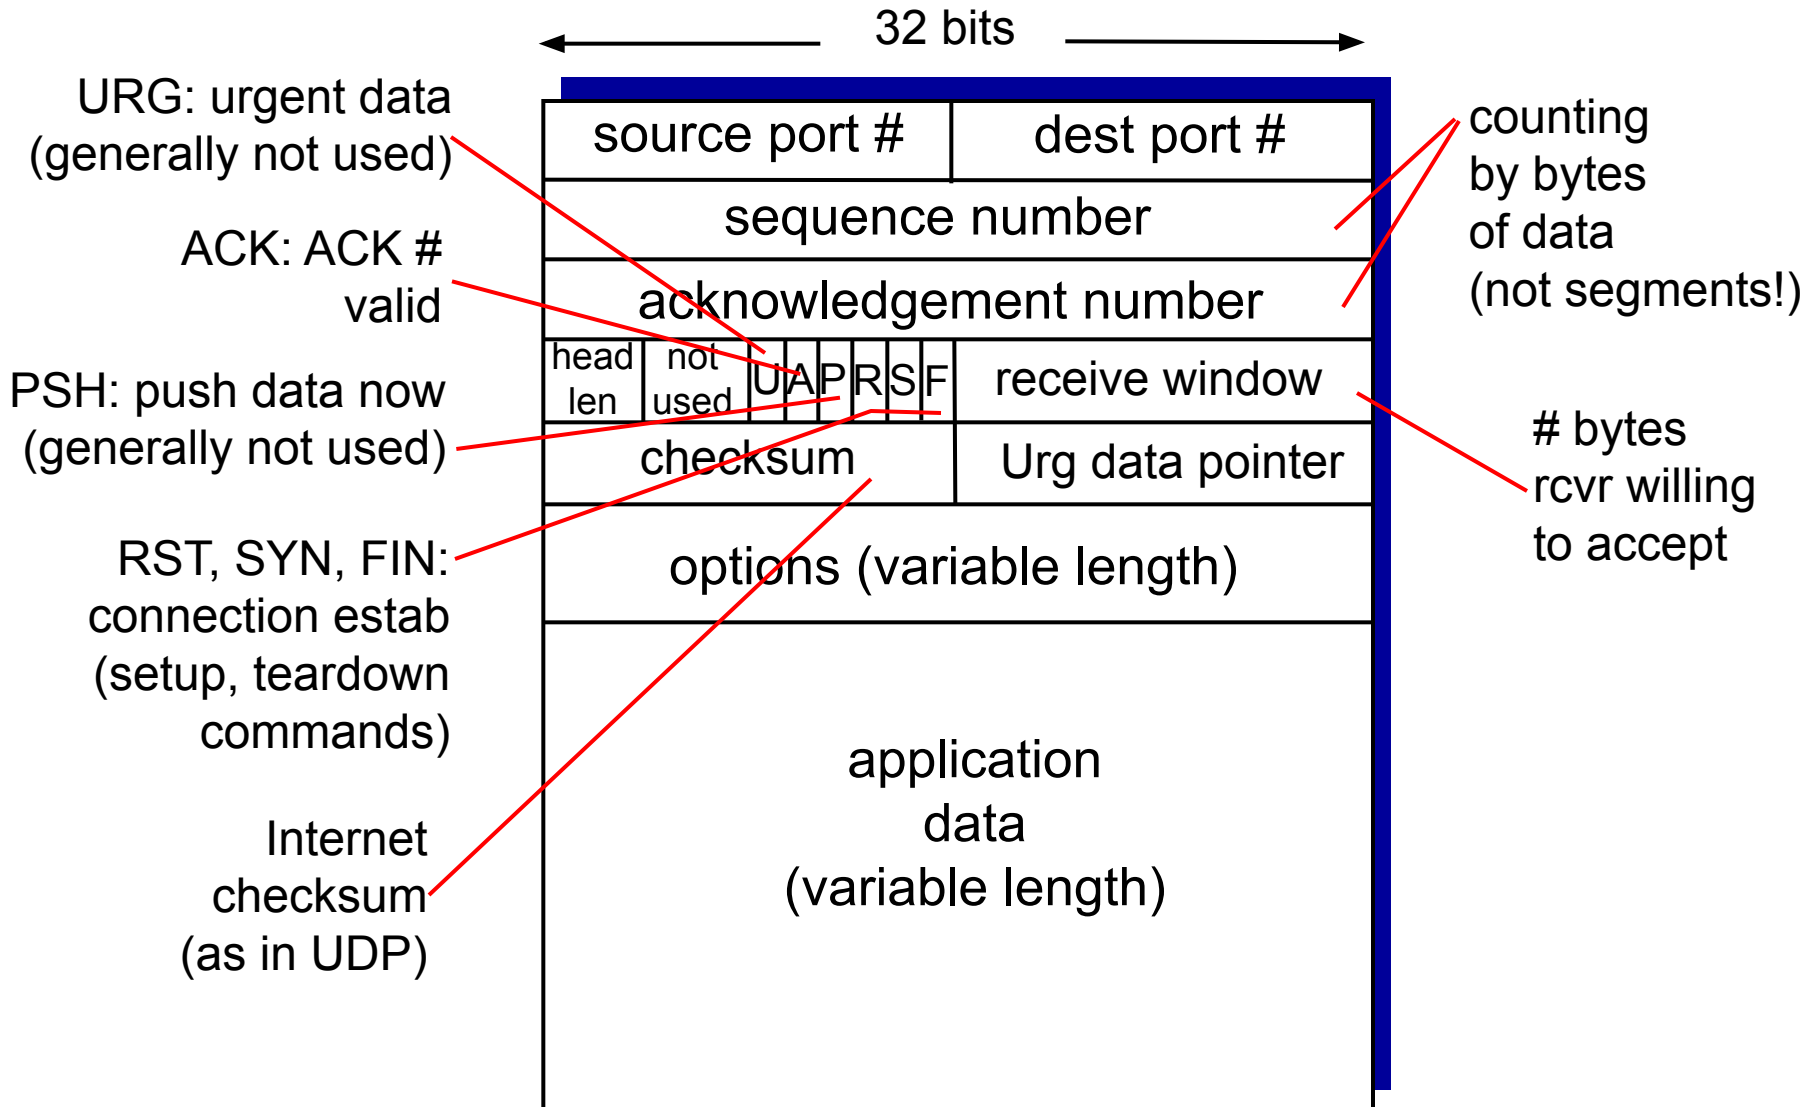 32 bits
URG: urgent data
(generally not used)
ACK: ACK #
valid
PSH: push data now
(generally not used)
RST, SYN, FIN:
connection estab
(setup, teardown
commands)
Internet
checksum
(as in UDP)
source port #
dest port #
sequence number
acknowledgement number
head
len
not
used
U
A
P
R
S
F
receive window
checksum
Urg data pointer
options (variable length)
application
data
(variable length)
counting
by bytes
of data
(not segments!)
# bytes
rcvr willing
to accept